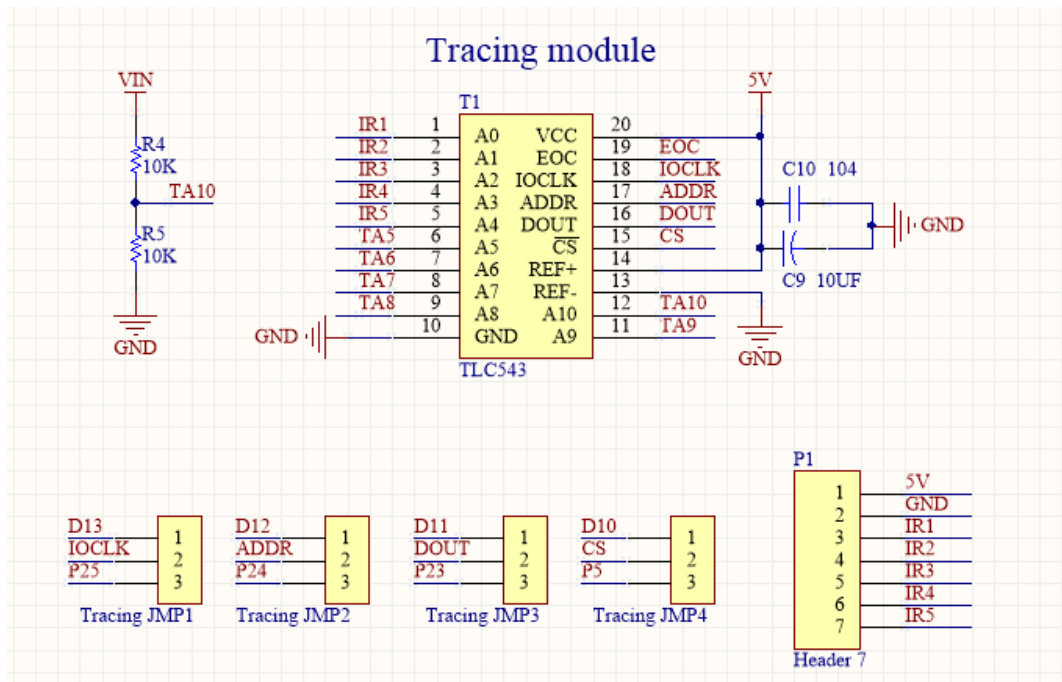 Tracing module
VIN
R4
10K
TA10
R5
10K
GND
T1
IR1 1 A0 VCC 20
IR2 2 A1 EOC 19 EOC
IR3 3 A2 IOCLK 18 IOCLK
IR4 4 A3 ADDR 17 ADDR
IR5 5 A4 DOUT 16 DOUT
TA5 6 A5 CS 15 CS
TA6 7 A6 REF+ 14
TA7 8 A7 REF- 13
TA8 9 A8 A10 12 TA10
GND 10 GND A9 11 TA9
TLC543
5V
C10 104
GND
C9 10UF
GND
D13 1
IOCLK 2
P25 3
Tracing JMP1
D12 1
ADDR 2
P24 3
Tracing JMP2
D11 1
DOUT 2
P23 3
Tracing JMP3
D10 1
CS 2
P5 3
Tracing JMP4
P1
1 5V
2 GND
3 IR1
4 IR2
5 IR3
6 IR4
7 IR5
Header 7